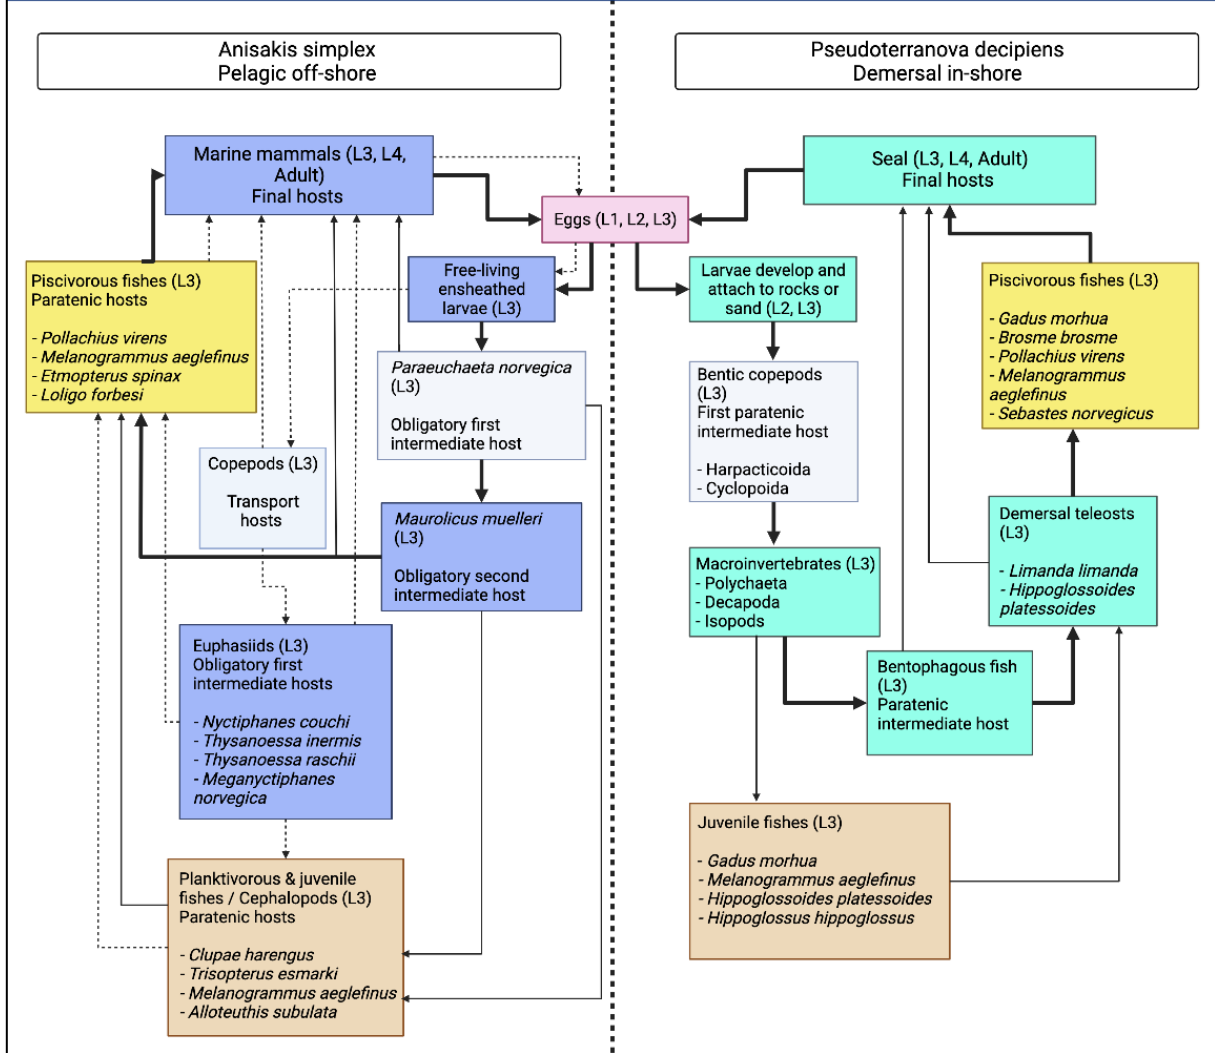 Anisakis simplex
Pelagic off-shore
Pseudoterranova decipiens
Demersal in-shore
Marine mammals (L3, L4,
Adult)
Final hosts
Seal (L3, L4, Adult)
Final hosts
Eggs (L1, L2, L3)
Piscivorous fishes (L3)
Paratenic hosts
- Pollachius virens
- Melanogrammus aeglefinus
- Etmopterus spinax
- Loligo forbesi
Free-living
ensheathed
larvae (L3)
Larvae develop and
attach to rocks or
sand (L2, L3)
Piscivorous fishes (L3)
- Gadus morhua
- Brosme brosme
- Pollachius virens
- Melanogrammus
aeglefinus
- Sebastes norvegicus
Paraeuchaeta norvegica
(L3)
Obligatory first
intermediate host
Bentic copepods
(L3)
First paratenic
intermediate host
- Harpacticoida
- Cyclopoida
Copepods (L3)
Transport
hosts
Maurolicus muelleri
(L3)
Obligatory second
intermediate host
Demersal teleosts
(L3)
- Limanda limanda
- Hippoglossoides
platessoides
Macroinvertebrates (L3)
- Polychaeta
- Decapoda
- Isopods
Euphasiids (L3)
Obligatory first
intermediate hosts
- Nyctiphanes couchi
- Thysanoessa inermis
- Thysanoessa raschii
- Meganyctiphanes
norvegica
Bentophagous fish
(L3)
Paratenic
intermediate host
Juvenile fishes (L3)
- Gadus morhua
- Melanogrammus aeglefinus
- Hippoglossoides platessoides
- Hippoglossus hippoglossus
Planktivorous & juvenile
fishes / Cephalopods (L3)
Paratenic hosts
- Clupae harengus
- Trisopterus esmarki
- Melanogrammus aeglefinus
- Alloteuthis subulata